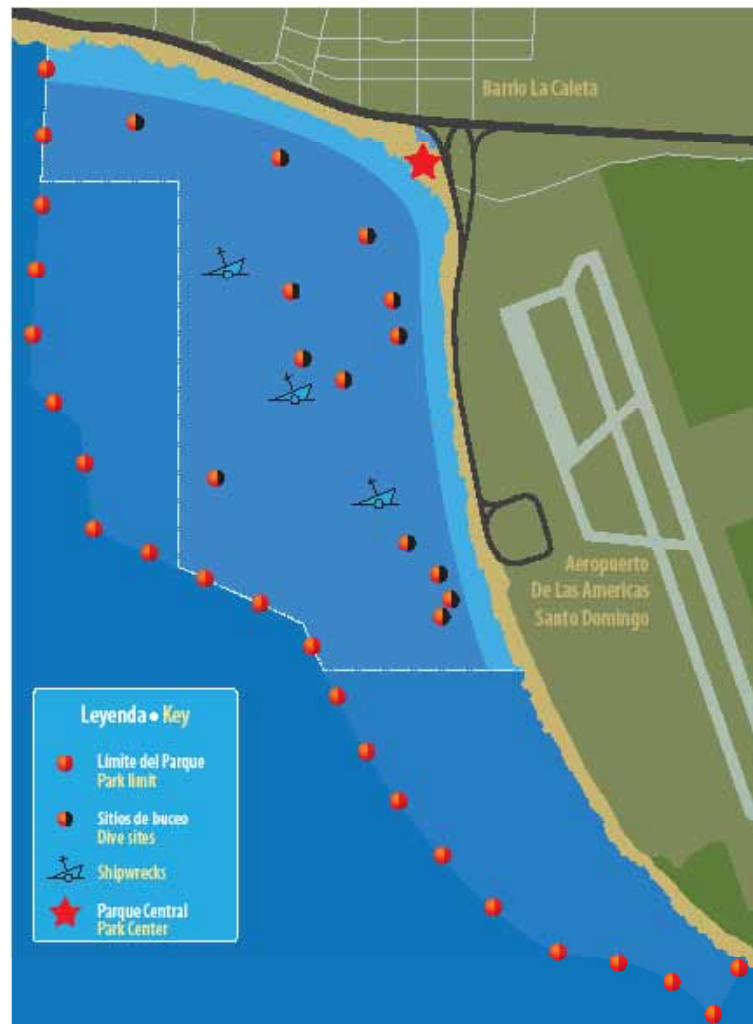 Barrio La Caleta
Aeropuerto
De Las Americas
Santo Domingo
Leyenda • Key
Límite del Parque
Park limit
Sitios de buceo
Dive sites
Shipwrecks
Parque Central
Park Center